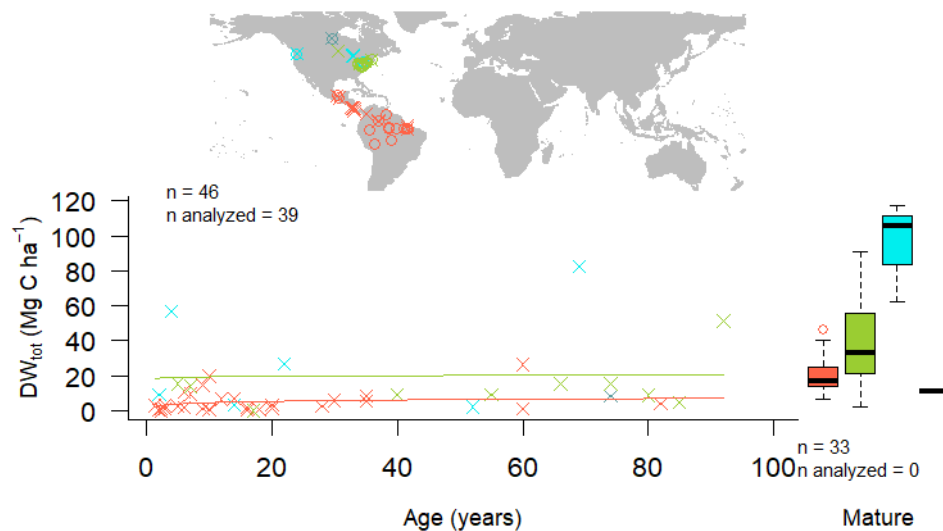 n = 46
n analyzed = 39
120
100
80
60
40
20
0
DW_tot (Mg C ha⁻¹)
0 20 40 60 80 100
n = 33
n analyzed = 0
Age (years) Mature